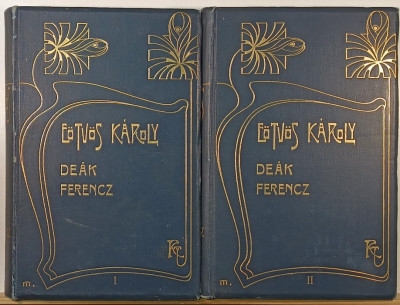 EÖTVÖS KÁROLY
DEÁK
FERENCZ
m.
I
EÖTVÖS KÁROLY
DEÁK
FERENCZ
m.
II